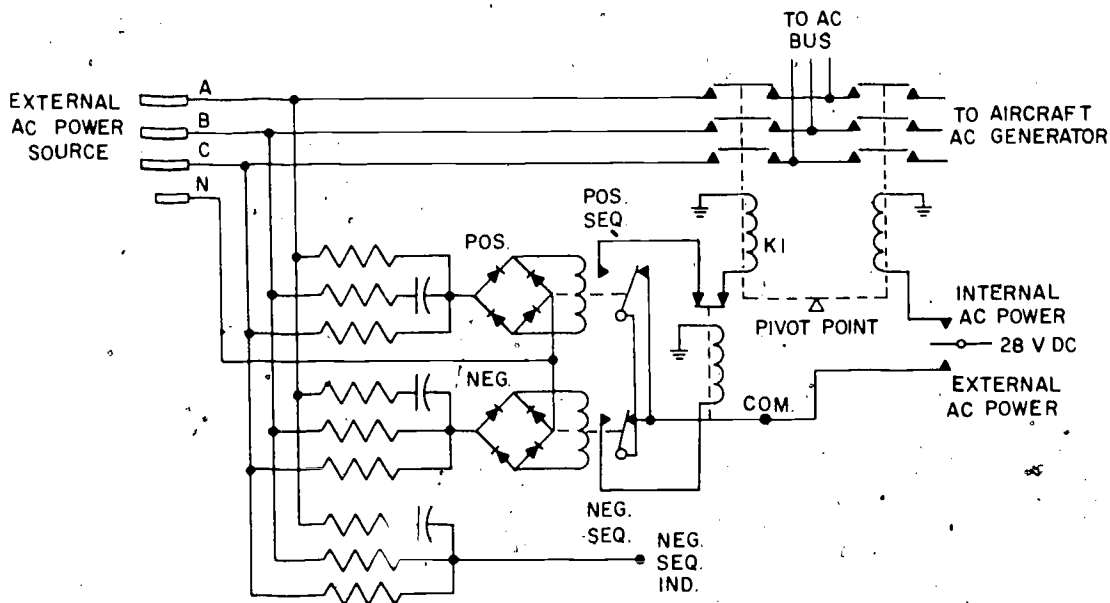 TO AC
BUS
EXTERNAL
AC POWER
SOURCE
A
B
C
N
TO AIRCRAFT
AC GENERATOR
POS.
POS.
SEQ.
K1
PIVOT POINT
INTERNAL
AC POWER
28 V DC
EXTERNAL
AC POWER
NEG.
COM.
NEG.
SEQ.
NEG.
SEQ.
IND.